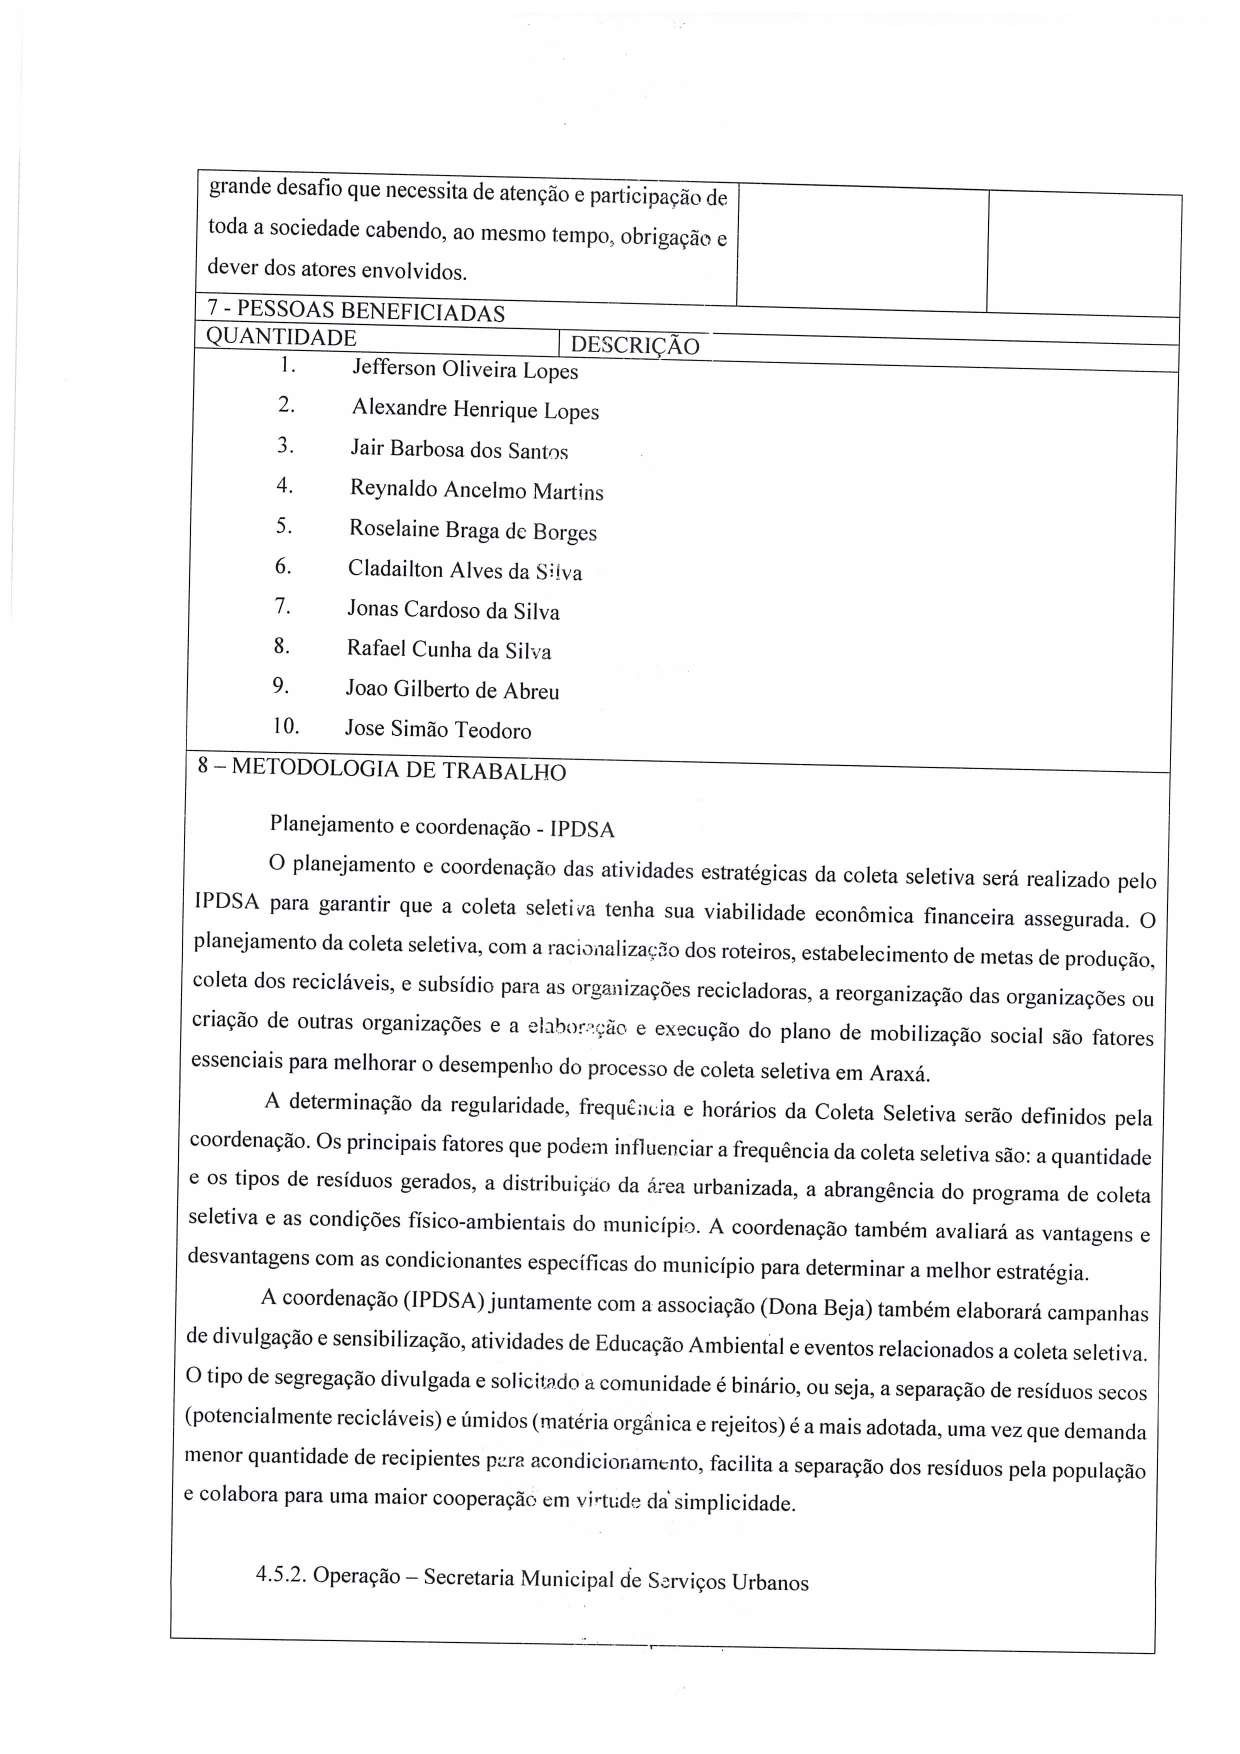 grande desafio que necessita de atenção e participação de
toda a sociedade cabendo, ao mesmo tempo, obrigação e
dever dos atores envolvidos.
7 - PESSOAS BENEFICIADAS
QUANTIDADE DESCRIÇÃO
1. Jefferson Oliveira Lopes
2. Alexandre Henrique Lopes
3. Jair Barbosa dos Santos
4. Reynaldo Ancelmo Martins
5. Roselaine Braga de Borges
6. Cladailton Alves da Silva
7. Jonas Cardoso da Silva
8. Rafael Cunha da Silva
9. Joao Gilberto de Abreu
10. Jose Simão Teodoro
8 – METODOLOGIA DE TRABALHO
Planejamento e coordenação - IPDSA
O planejamento e coordenação das atividades estratégicas da coleta seletiva será realizado pelo
IPDSA para garantir que a coleta seletiva tenha sua viabilidade econômica financeira assegurada. O
planejamento da coleta seletiva, com a racionalização dos roteiros, estabelecimento de metas de produção,
coleta dos recicláveis, e subsídio para as organizações recicladoras, a reorganização das organizações ou
criação de outras organizações e a elaboração e execução do plano de mobilização social são fatores
essenciais para melhorar o desempenho do processo de coleta seletiva em Araxá.
A determinação da regularidade, frequência e horários da Coleta Seletiva serão definidos pela
coordenação. Os principais fatores que podem influenciar a frequência da coleta seletiva são: a quantidade
e os tipos de resíduos gerados, a distribuição da área urbanizada, a abrangência do programa de coleta
seletiva e as condições físico-ambientais do município. A coordenação também avaliará as vantagens e
desvantagens com as condicionantes específicas do município para determinar a melhor estratégia.
A coordenação (IPDSA) juntamente com a associação (Dona Beja) também elaborará campanhas
de divulgação e sensibilização, atividades de Educação Ambiental e eventos relacionados a coleta seletiva.
O tipo de segregação divulgada e solicitado a comunidade é binário, ou seja, a separação de resíduos secos
(potencialmente recicláveis) e úmidos (matéria orgânica e rejeitos) é a mais adotada, uma vez que demanda
menor quantidade de recipientes para acondicionamento, facilita a separação dos resíduos pela população
e colabora para uma maior cooperação em virtude da simplicidade.
4.5.2. Operação – Secretaria Municipal de Serviços Urbanos